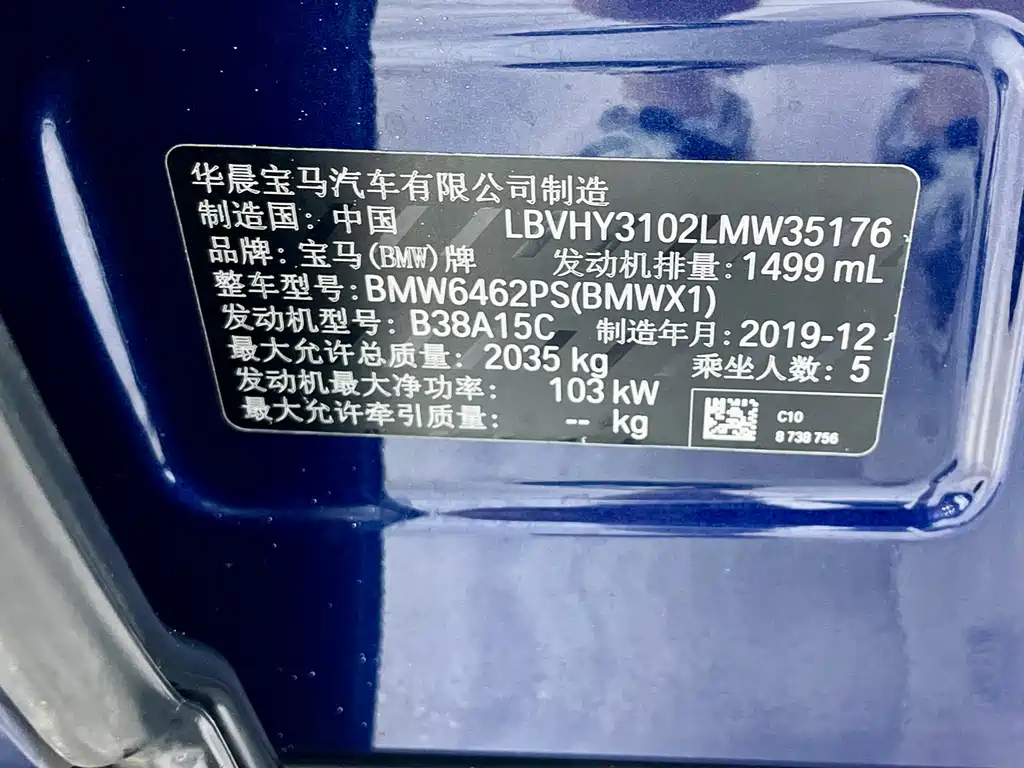 华晨宝马汽车有限公司制造
制造国：中国 LBVHY3102LMW35176
品牌：宝马(BMW)牌 发动机排量：1499 mL
整车型号：BMW6462PS(BMWX1)
发动机型号：B38A15C 制造年月：2019-12
最大允许总质量：2035 kg 乘坐人数：5
发动机最大净功率：103 kW
最大允许牵引质量：-- kg
C10
8 738 756